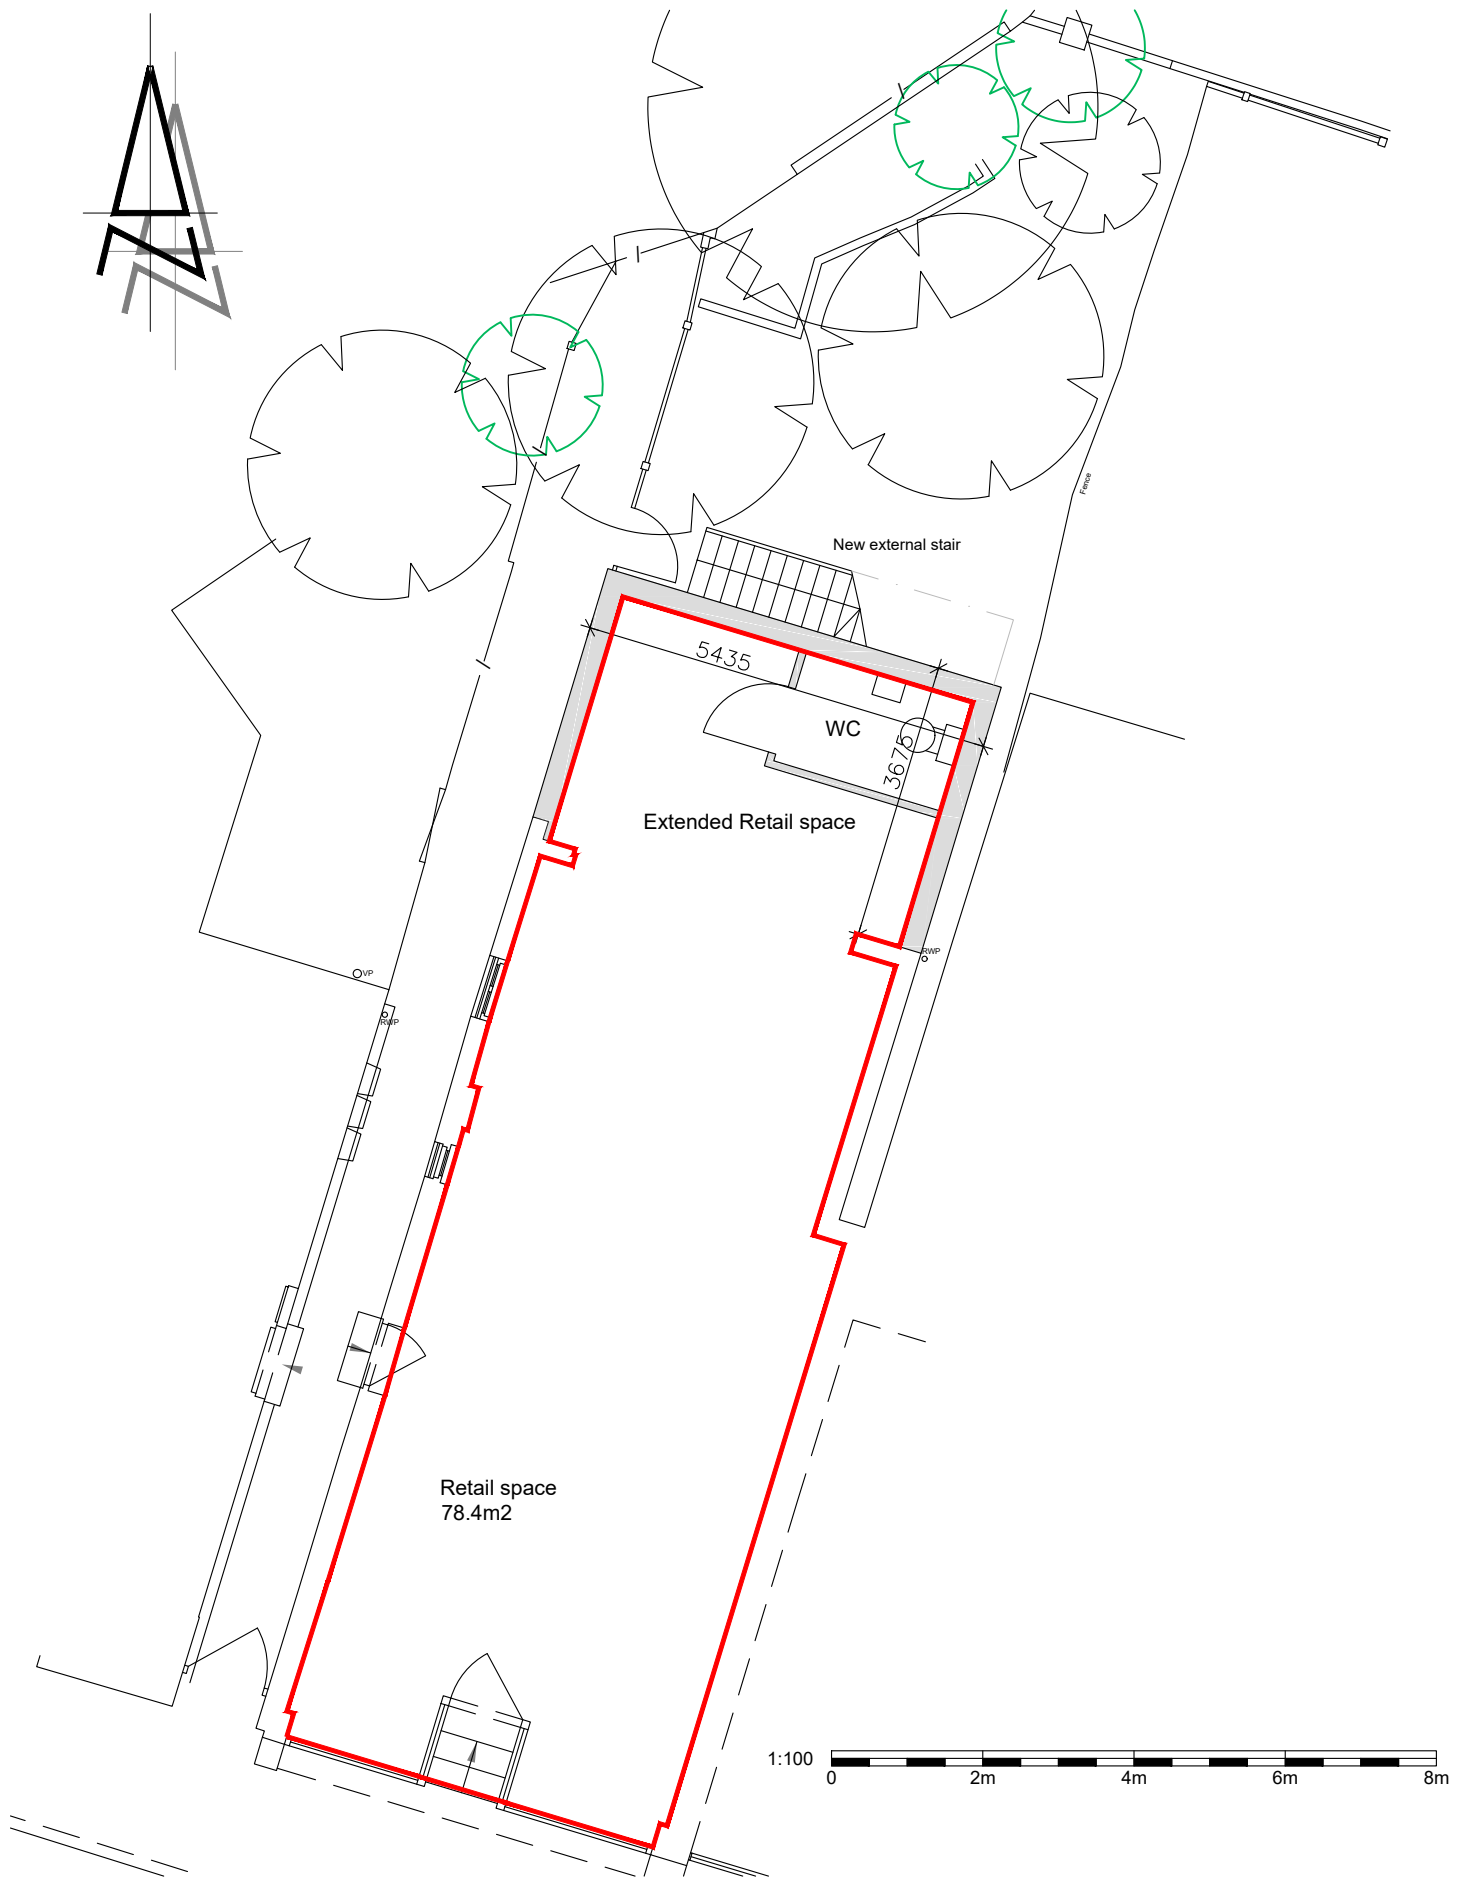 Fence
New external stair
5435
WC
3675
Extended Retail space
RWP
VP
RWP
Retail space
78.4m2
1:100
0 2m 4m 6m 8m